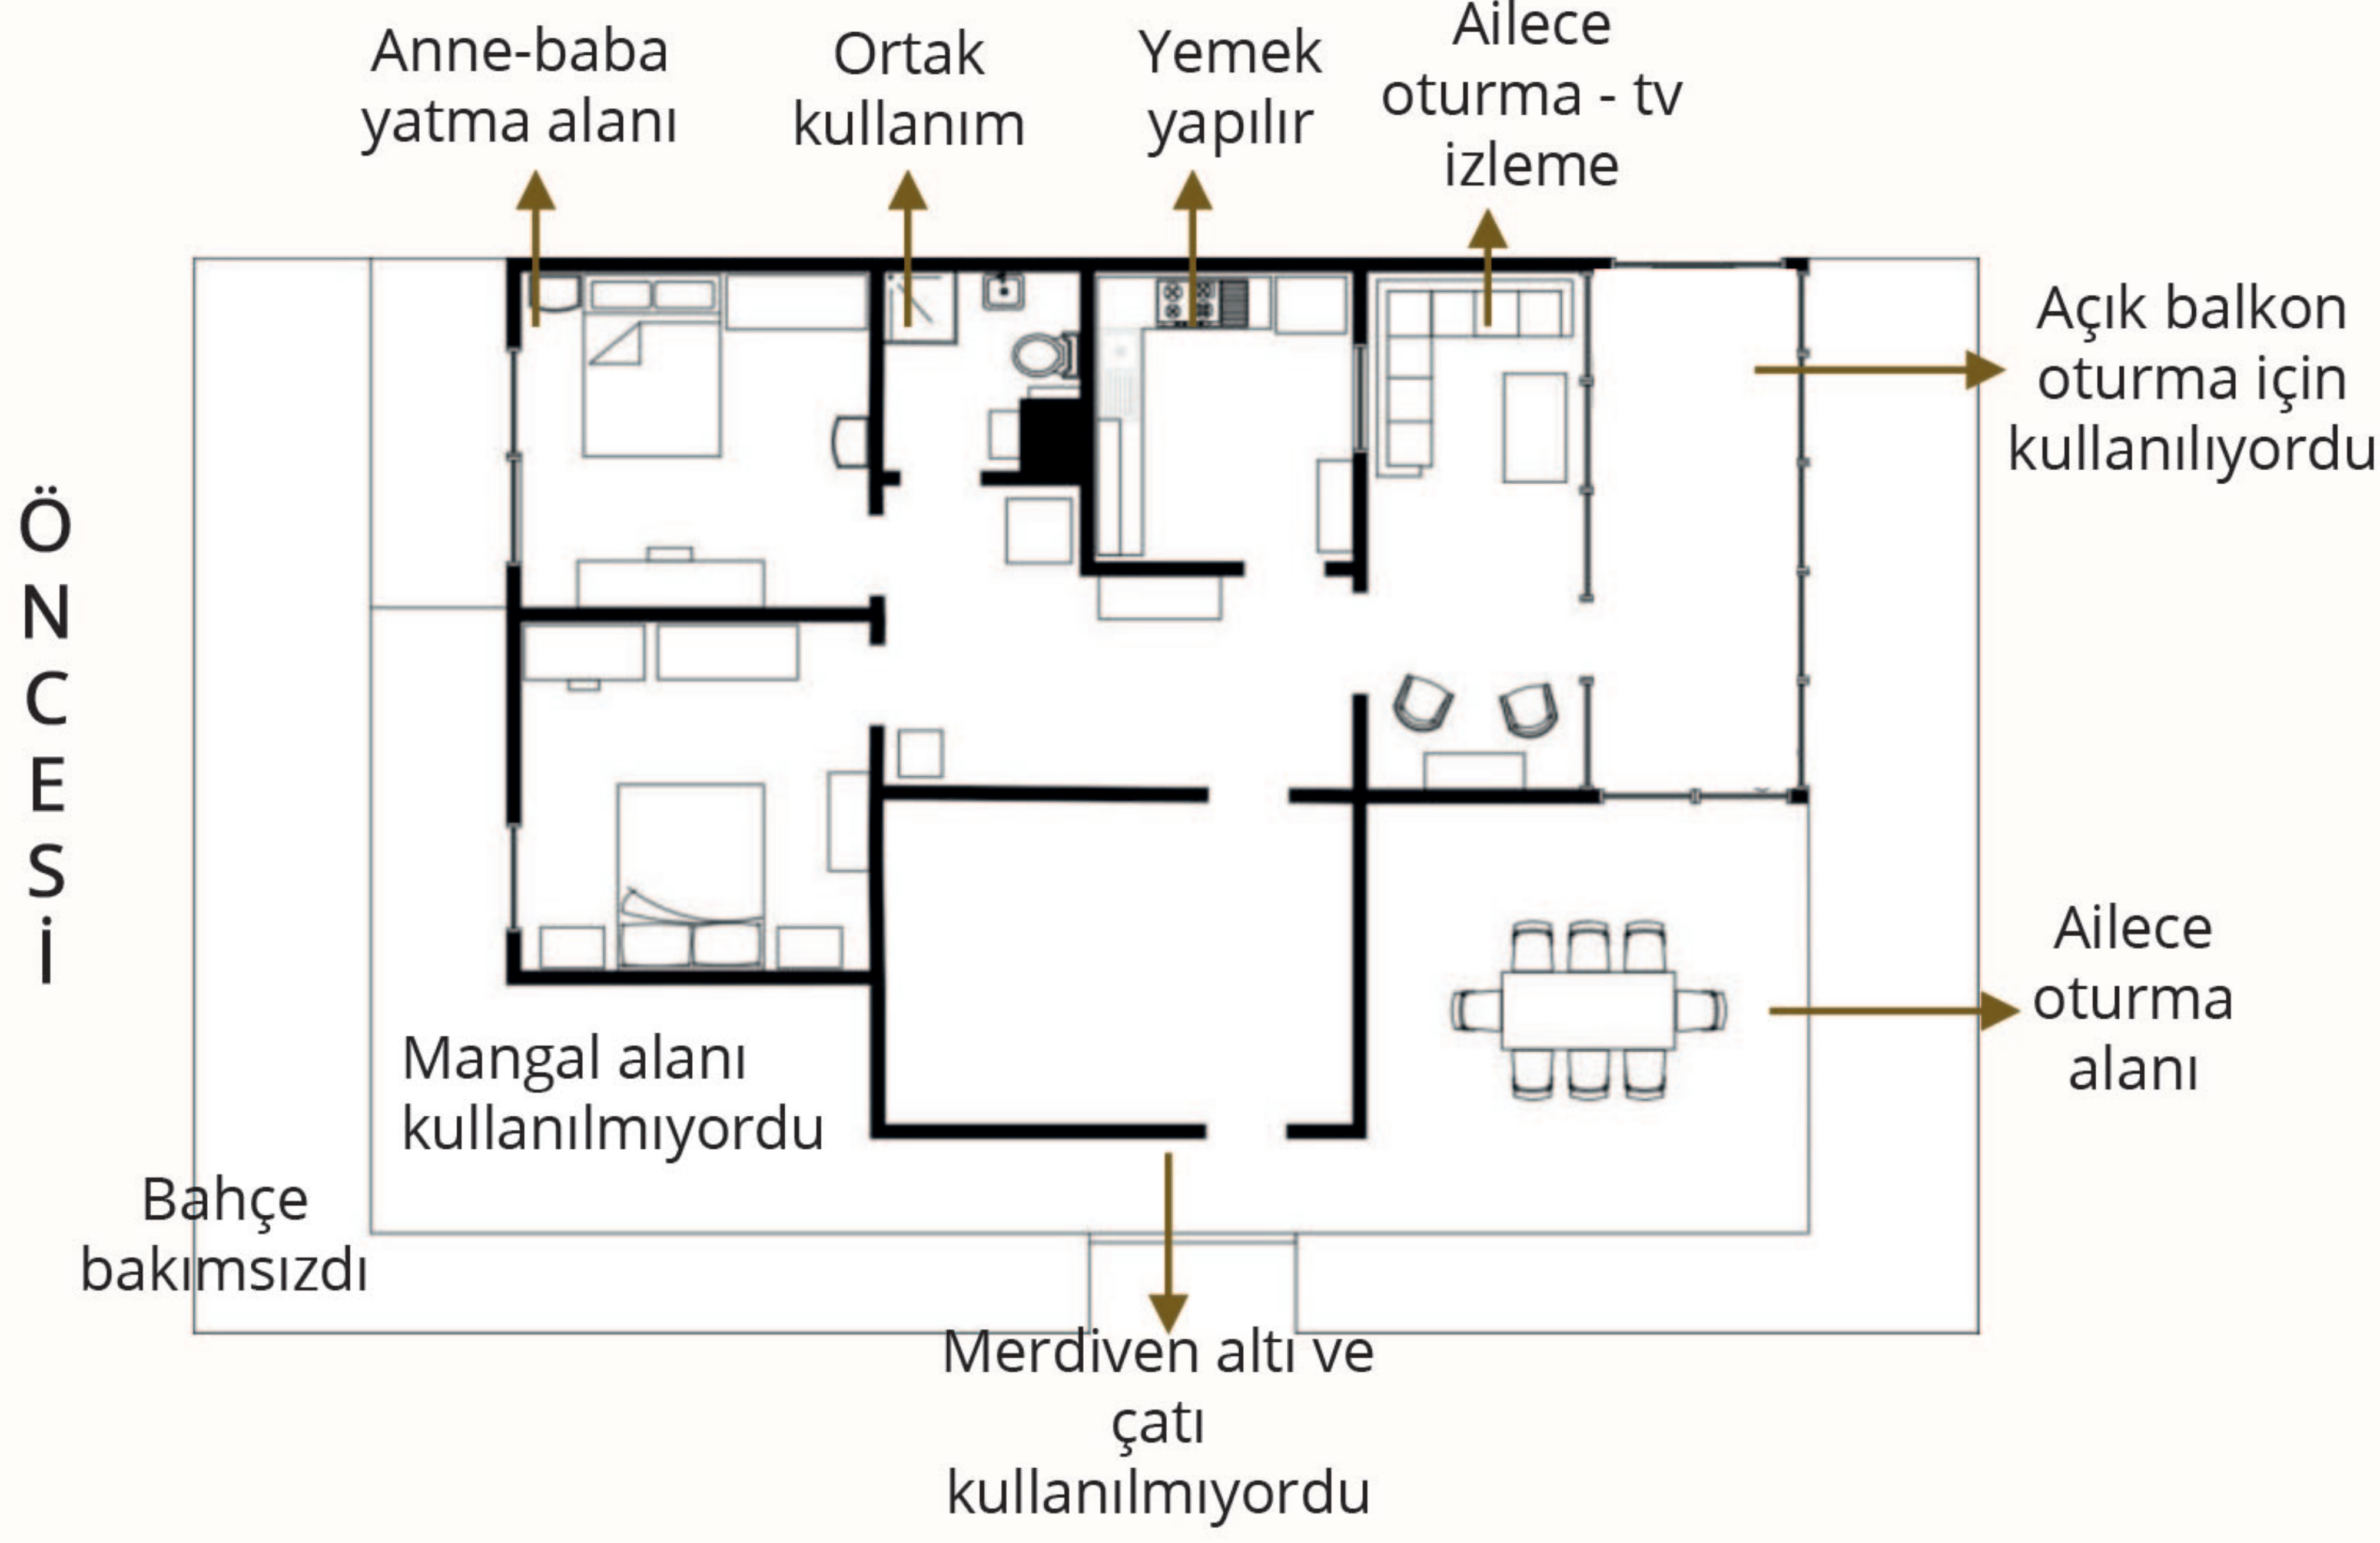 Anne-baba
yatma alanı
Ortak
kullanım
Yemek
yapılır
Ailece
oturma - tv
izleme
Açık balkon
oturma için
kullanılıyordu
Ö
N
C
E
S
İ
Ailece
oturma
alanı
Mangal alanı
kullanılmıyordu
Bahçe
bakımsızdı
Merdiven altı ve
çatı
kullanılmıyordu